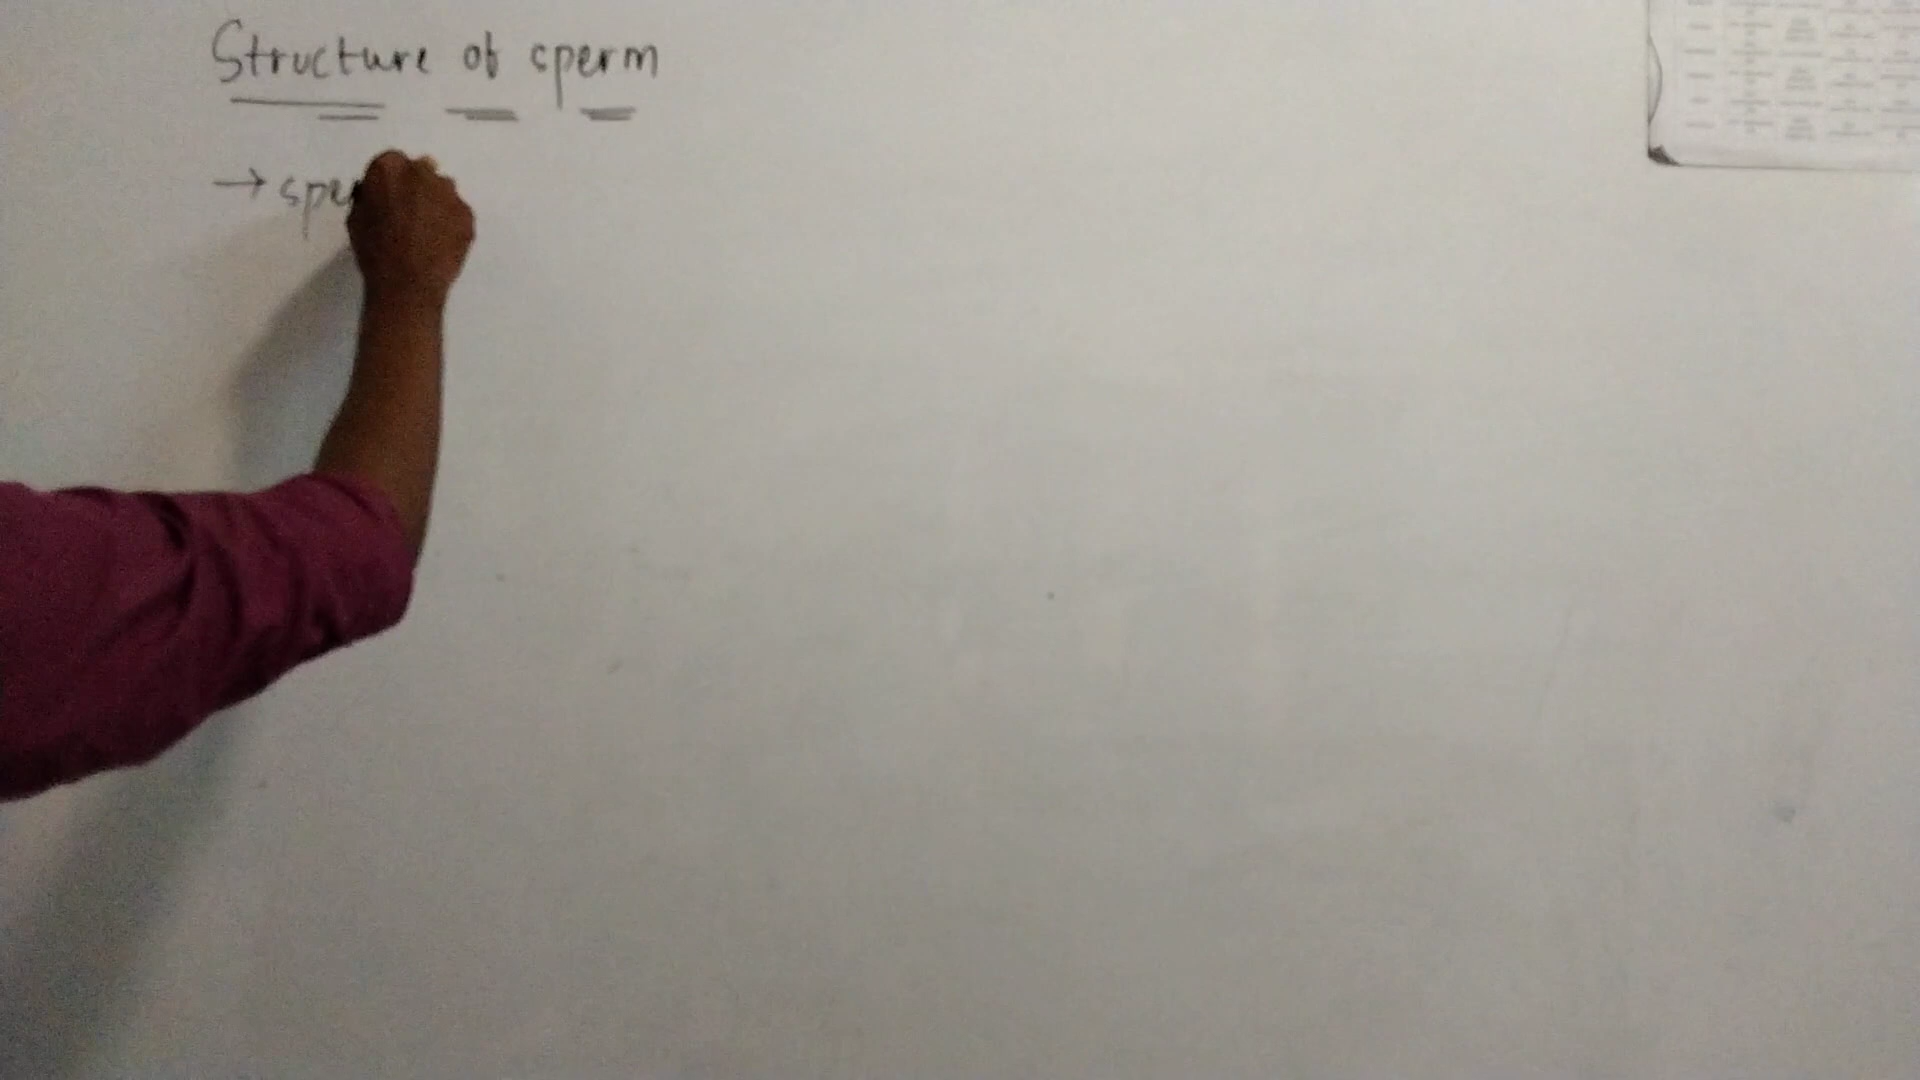 Structure of sperm
→ spe